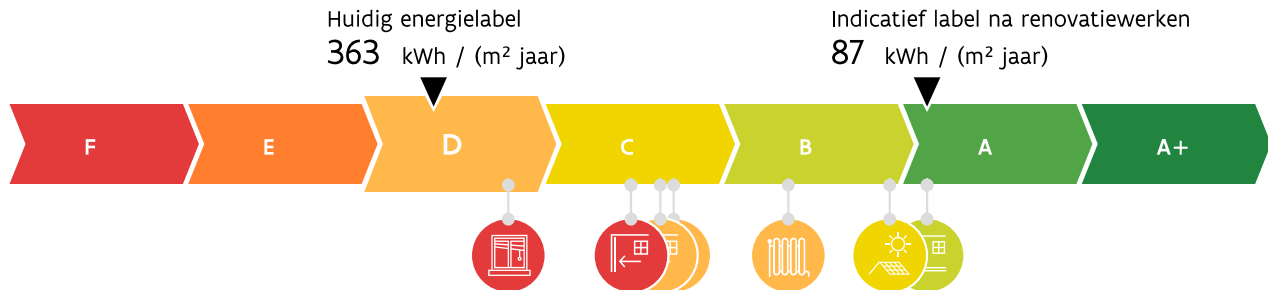 Huidig energielabel
363 kWh / (m² jaar)
Indicatief label na renovatiewerken
87 kWh / (m² jaar)
F E D C B A A+